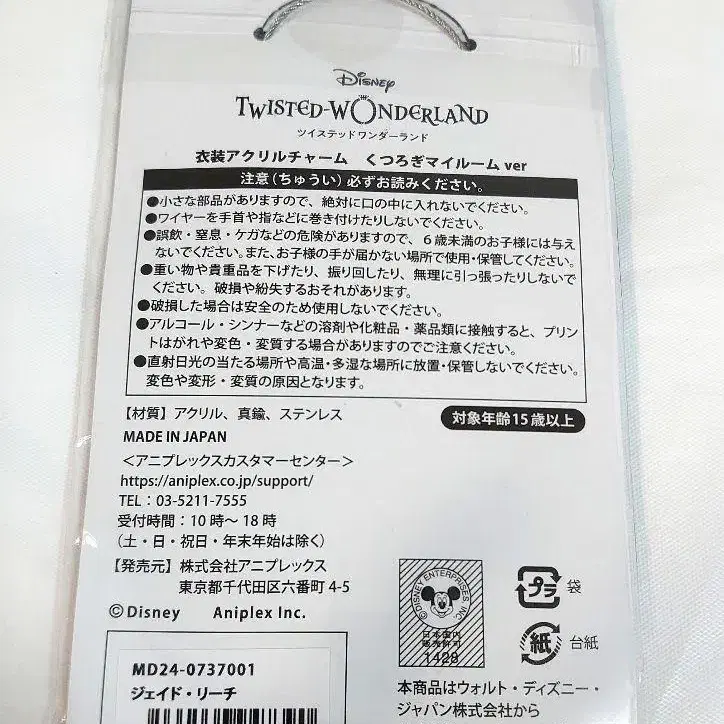 Disney
TWISTED-WONDERLAND
ツイステッドワンダーランド
衣装アクリルチャーム　くつろぎマイルーム ver
注意（ちゅうい）必ずお読みください。
●小さな部品がありますので、絶対に口の中に入れないでください。
●ワイヤーを手首や指などに巻き付けたりしないでください。
●誤飲・窒息・ケガなどの危険がありますので、６歳未満のお子様には与え
ないでください。また、お子様の手が届かない場所で使用・保管してください。
●重い物や貴重品を下げたり、振り回したり、無理に引っ張ったりしないで
ください。破損や紛失するおそれがあります。
●破損した場合は安全のため使用しないでください。
●アルコール・シンナーなどの溶剤や化粧品・薬品類に接触すると、プリン
トはがれや変色・変質する場合がありますのでご注意ください。
●直射日光の当たる場所や高温・多湿な場所に放置・保管しないでください。
変色や変形・変質の原因となります。
【材質】アクリル、真鍮、ステンレス
対象年齢15歳以上
MADE IN JAPAN
＜アニプレックスカスタマーセンター＞
https://aniplex.co.jp/support/
TEL：03-5211-7555
受付時間：10時～18時
（土・日・祝日・年末年始は除く）
【発売元】株式会社アニプレックス
東京都千代田区六番町 4-5
©Disney　Aniplex Inc.
©DISNEY ENTERPRISES, INC.
日本国内
販売許可
1428
プラ 袋
紙 台紙
MD24-0737001
ジェイド・リーチ
本商品はウォルト・ディズニー・
ジャパン株式会社から